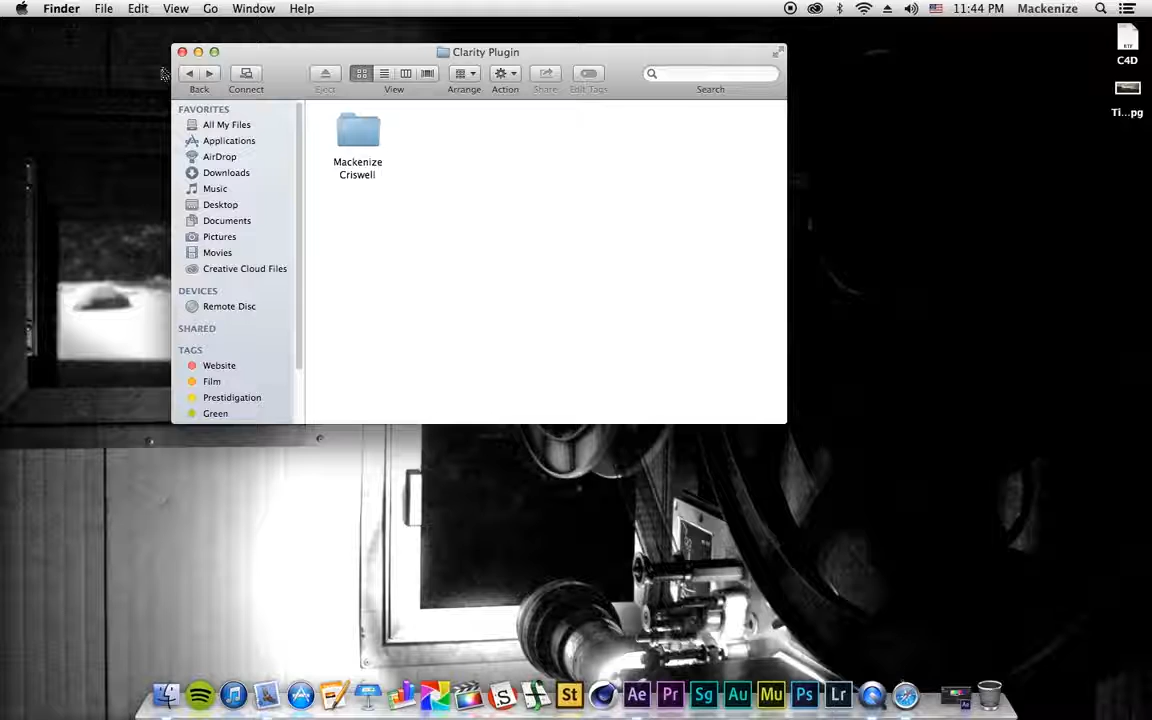 Finder File Edit View Go Window Help 11:44 PM Mackenize
Clarity Plugin
Back Connect Eject View Arrange Action Share Edit Tags Search
FAVORITES
All My Files
Applications
AirDrop
Downloads
Music
Desktop
Documents
Pictures
Movies
Creative Cloud Files
DEVICES
Remote Disc
SHARED
TAGS
Website
Film
Prestidigation
Green
Mackenize
Criswell
RTF
C4D
Ti...pg
St Ae Pr Sg Au Mu Ps Lr